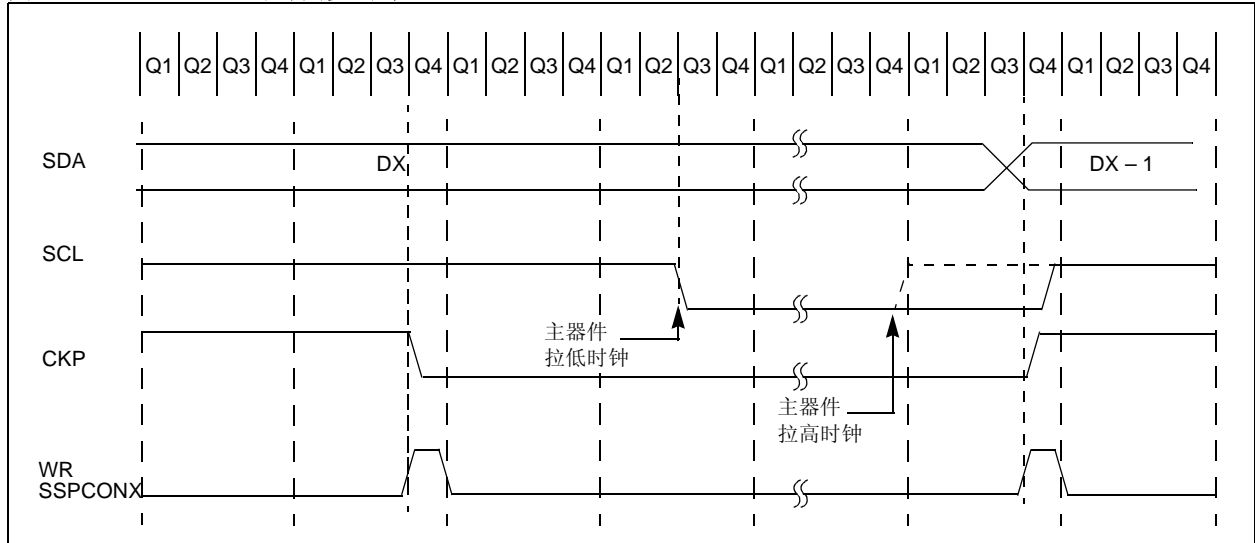 Q1 Q2 Q3 Q4 Q1 Q2 Q3 Q4 Q1 Q2 Q3 Q4 Q1 Q2 Q3 Q4 Q1 Q2 Q3 Q4 Q1 Q2 Q3 Q4 Q1 Q2 Q3 Q4
SDA
DX
DX – 1
SCL
主器件
拉低时钟
CKP
主器件
拉高时钟
WR
SSPCONX